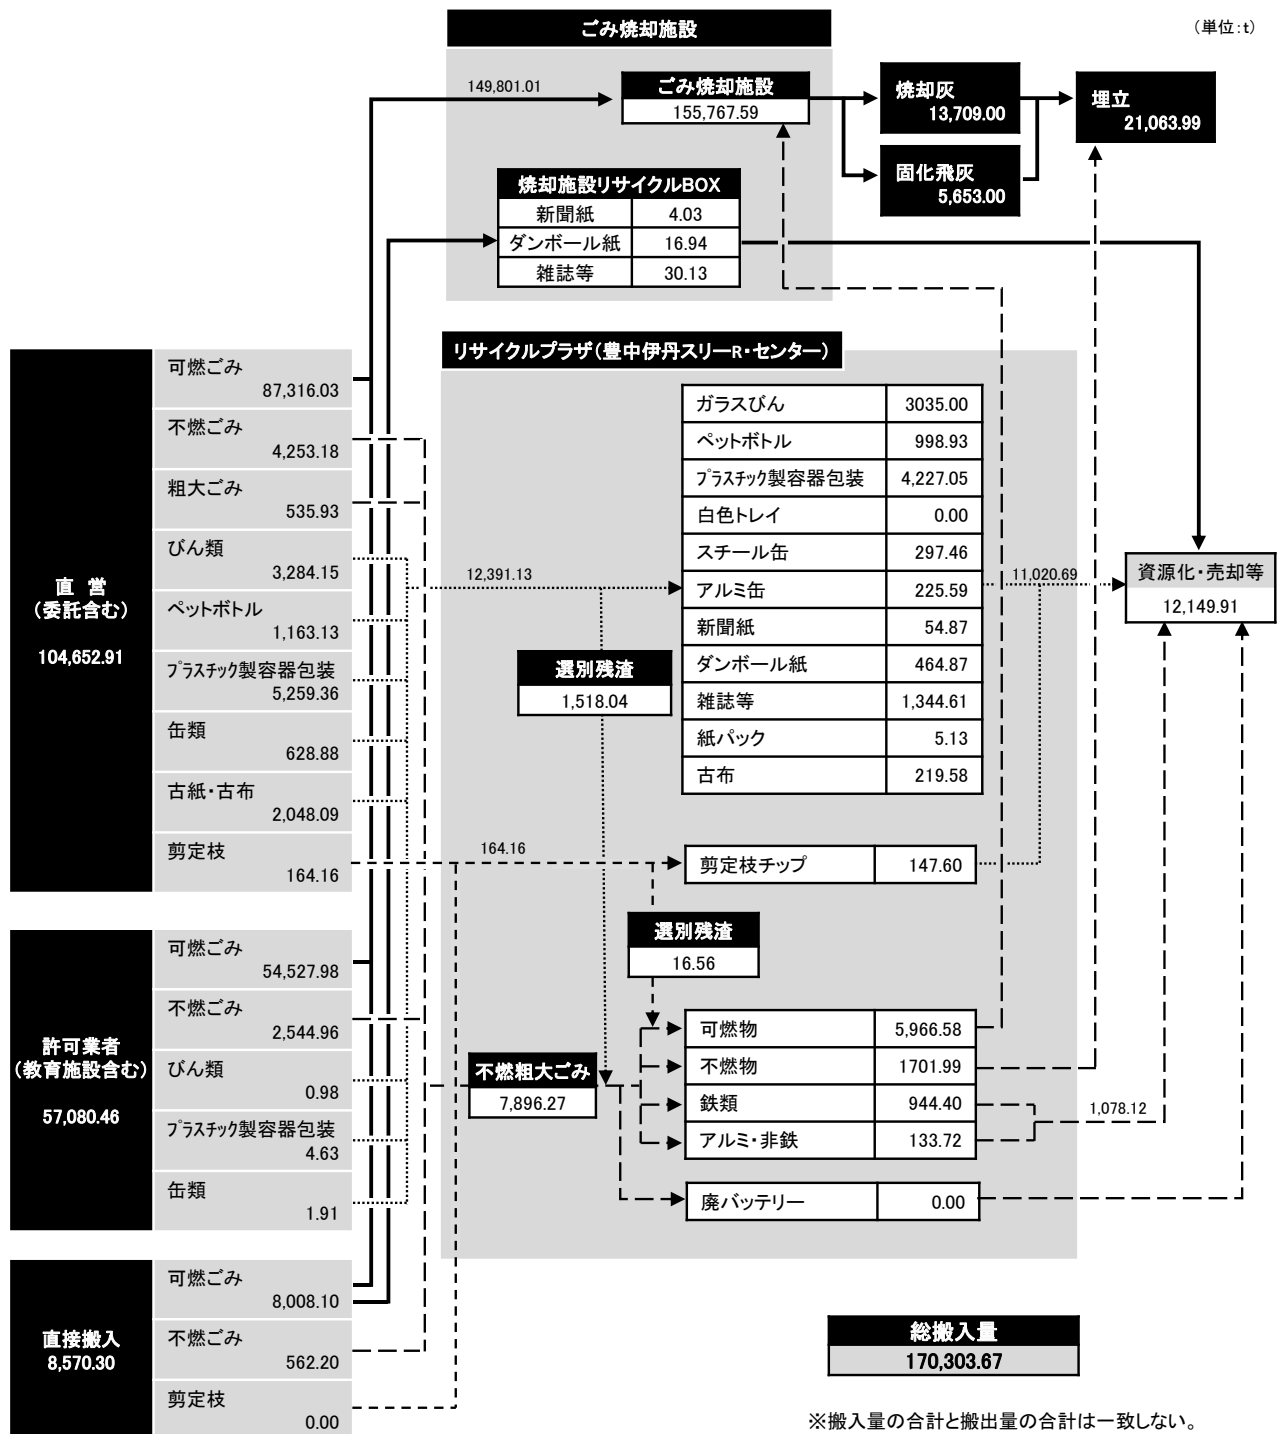 ごみ焼却施設
（単位：t）
149,801.01
ごみ焼却施設
155,767.59
焼却灰
13,709.00
埋立
21,063.99
固化飛灰
5,653.00
焼却施設リサイクルBOX
新聞紙 4.03
ダンボール紙 16.94
雑誌等 30.13
リサイクルプラザ（豊中伊丹スリーR・センター）
直 営
（委託含む）
104,652.91
可燃ごみ
87,316.03
不燃ごみ
4,253.18
粗大ごみ
535.93
びん類
3,284.15
ペットボトル
1,163.13
プラスチック製容器包装
5,259.36
缶類
628.88
古紙・古布
2,048.09
剪定枝
164.16
12,391.13
選別残渣
1,518.04
ガラスびん 3035.00
ペットボトル 998.93
プラスチック製容器包装 4,227.05
白色トレイ 0.00
スチール缶 297.46
アルミ缶 225.59
新聞紙 54.87
ダンボール紙 464.87
雑誌等 1,344.61
紙パック 5.13
古布 219.58
11,020.69
資源化・売却等
12,149.91
164.16
剪定枝チップ 147.60
選別残渣
16.56
許可業者
（教育施設含む）
57,080.46
可燃ごみ
54,527.98
不燃ごみ
2,544.96
びん類
0.98
プラスチック製容器包装
4.63
缶類
1.91
不燃粗大ごみ
7,896.27
可燃物 5,966.58
不燃物 1701.99
鉄類 944.40
アルミ・非鉄 133.72
1,078.12
廃バッテリー 0.00
直接搬入
8,570.30
可燃ごみ
8,008.10
不燃ごみ
562.20
剪定枝
0.00
総搬入量
170,303.67
※搬入量の合計と搬出量の合計は一致しない。